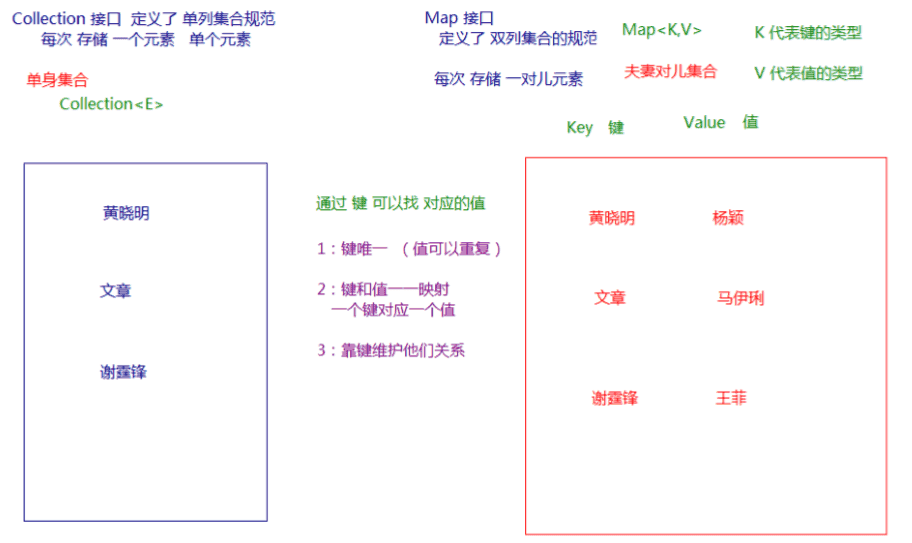 Collection 接口 定义了 单列集合规范
每次 存储 一个元素 单个元素
单身集合
Collection<E>
黄晓明
文章
谢霆锋
通过 键 可以找 对应的值
1：键唯一 （值可以重复）
2：键和值一一映射
一个键对应一个值
3：靠键维护他们关系
Map 接口
定义了 双列集合的规范
每次 存储 一对儿元素
Map<K,V>
夫妻对儿集合
K 代表键的类型
V 代表值的类型
Key 键 Value 值
黄晓明 杨颖
文章 马伊琍
谢霆锋 王菲